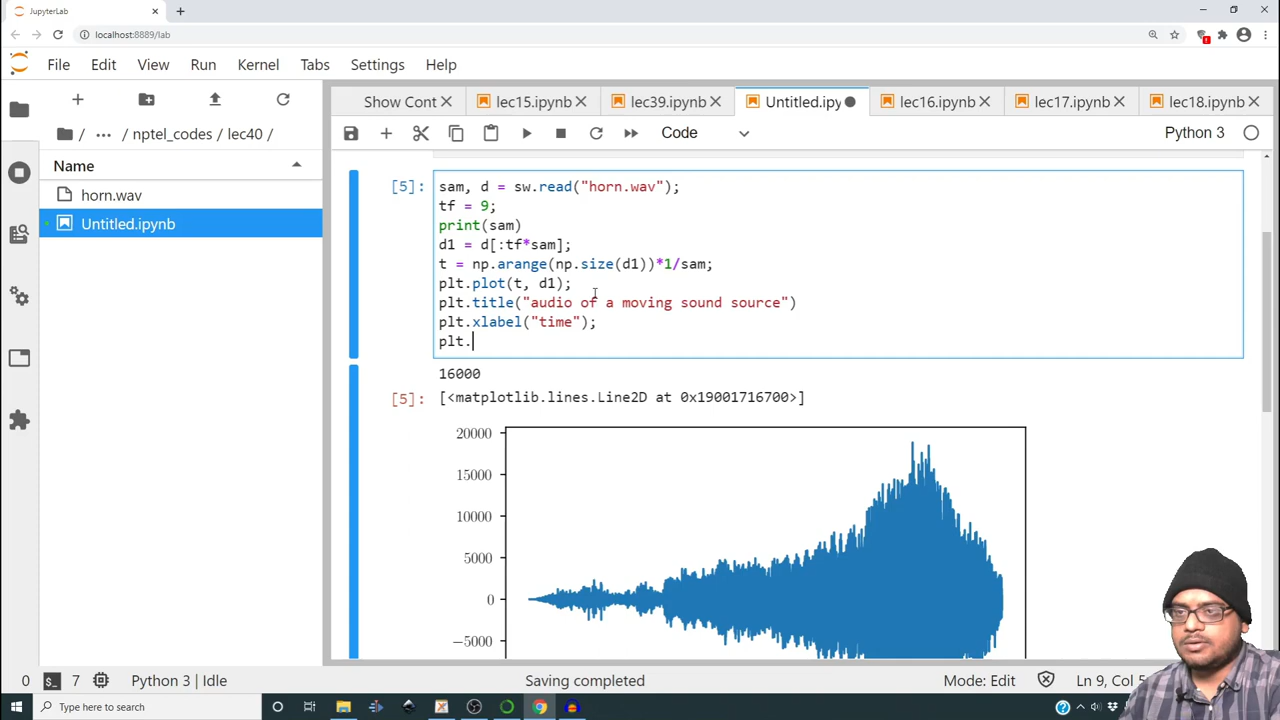 JupyterLab
localhost:8889/lab
File Edit View Run Kernel Tabs Settings Help
Show Cont lec15.ipynb lec39.ipynb Untitled.ipy lec16.ipynb lec17.ipynb lec18.ipynb
Code Python 3
/ ... / nptel_codes / lec40 /
Name
horn.wav
Untitled.ipynb
[5]: sam, d = sw.read("horn.wav");
tf = 9;
print(sam)
d1 = d[:tf*sam];
t = np.arange(np.size(d1))*1/sam;
plt.plot(t, d1);
plt.title("audio of a moving sound source")
plt.xlabel("time");
plt.
16000
[5]: [<matplotlib.lines.Line2D at 0x19001716700>]
20000
15000
10000
5000
0
−5000
0 7 Python 3 | Idle Saving completed Mode: Edit Ln 9, Col 5
Type here to search